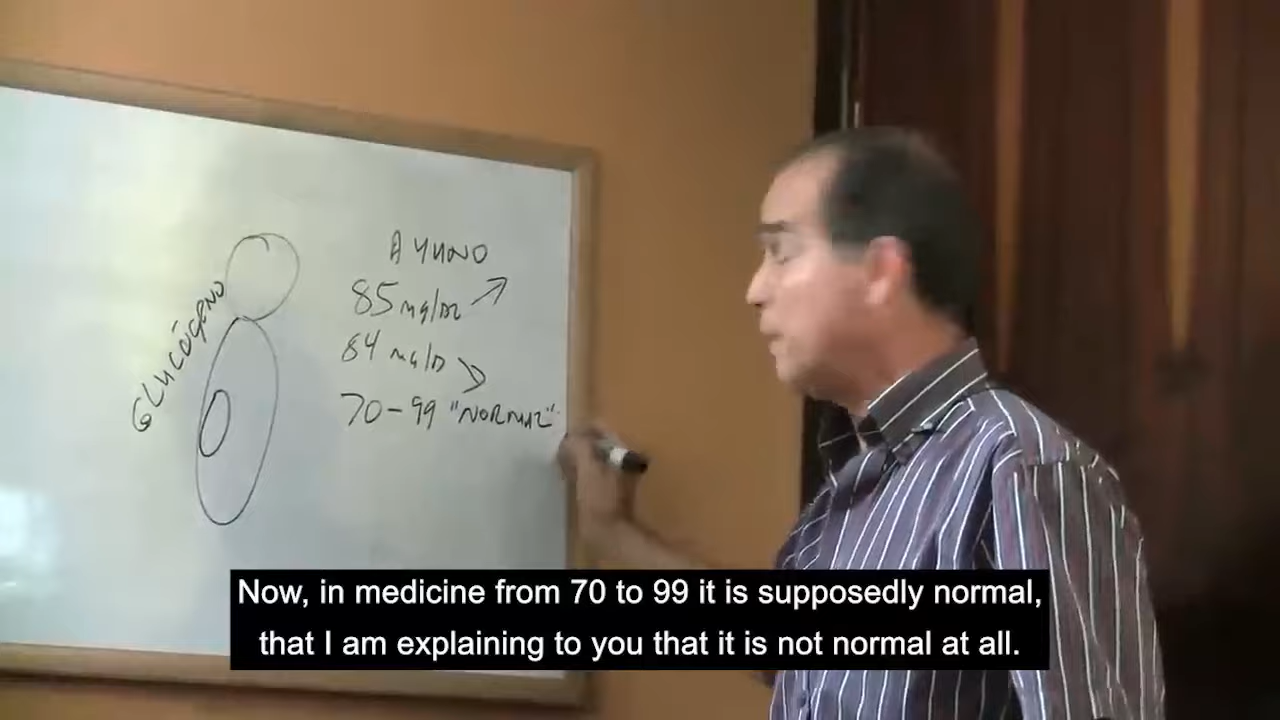 GLUCÓGENO
AYUNO
85 mg/DL
84 mg/D
70-99 "NORMAL"
Now, in medicine from 70 to 99 it is supposedly normal,
that I am explaining to you that it is not normal at all.